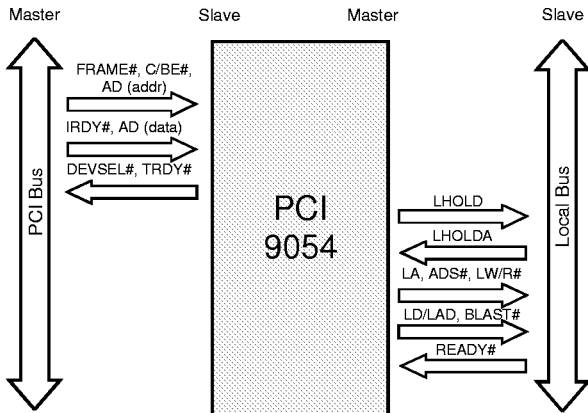 Master
Slave
Master
Slave
FRAME#, C/BE#,
AD (addr)
IRDY#, AD (data)
DEVSEL#, TRDY#
PCI Bus
PCI
9054
LHOLD
LHOLDA
LA, ADS#, LW/R#
LD/LAD, BLAST#
READY#
Local Bus